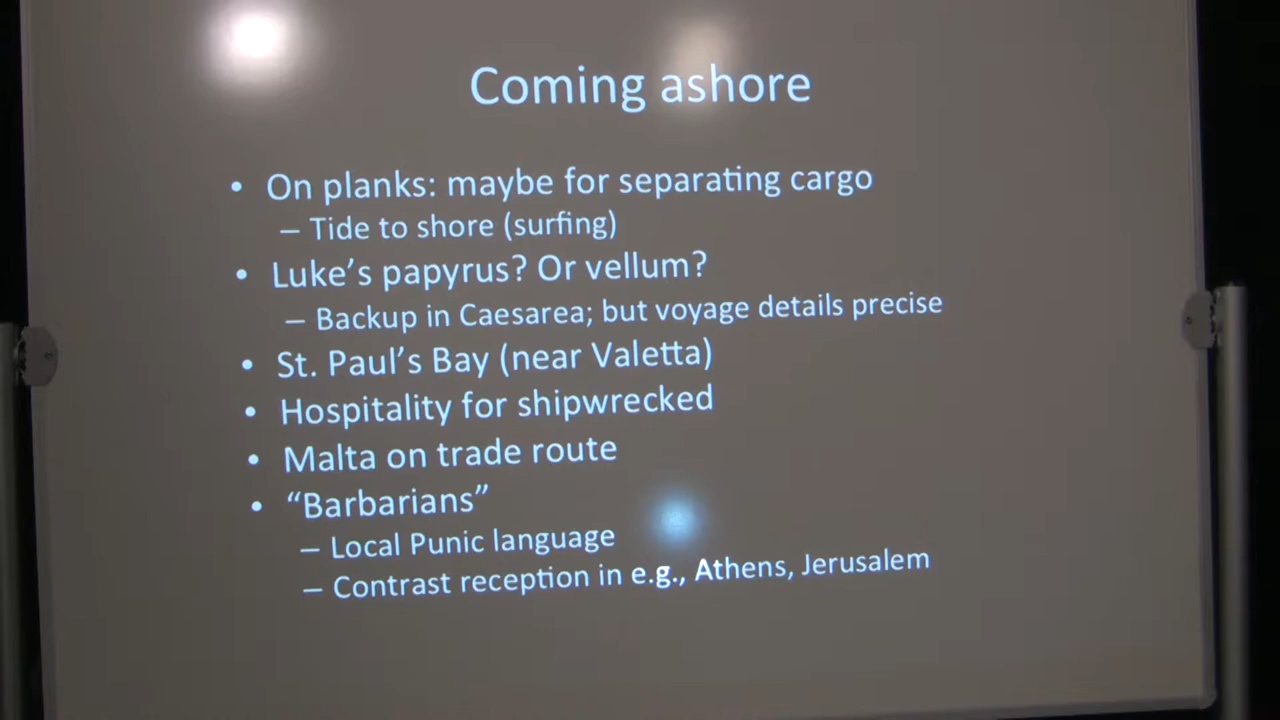 Coming ashore
• On planks: maybe for separating cargo
– Tide to shore (surfing)
• Luke’s papyrus? Or vellum?
– Backup in Caesarea; but voyage details precise
• St. Paul’s Bay (near Valetta)
• Hospitality for shipwrecked
• Malta on trade route
• “Barbarians”
– Local Punic language
– Contrast reception in e.g., Athens, Jerusalem